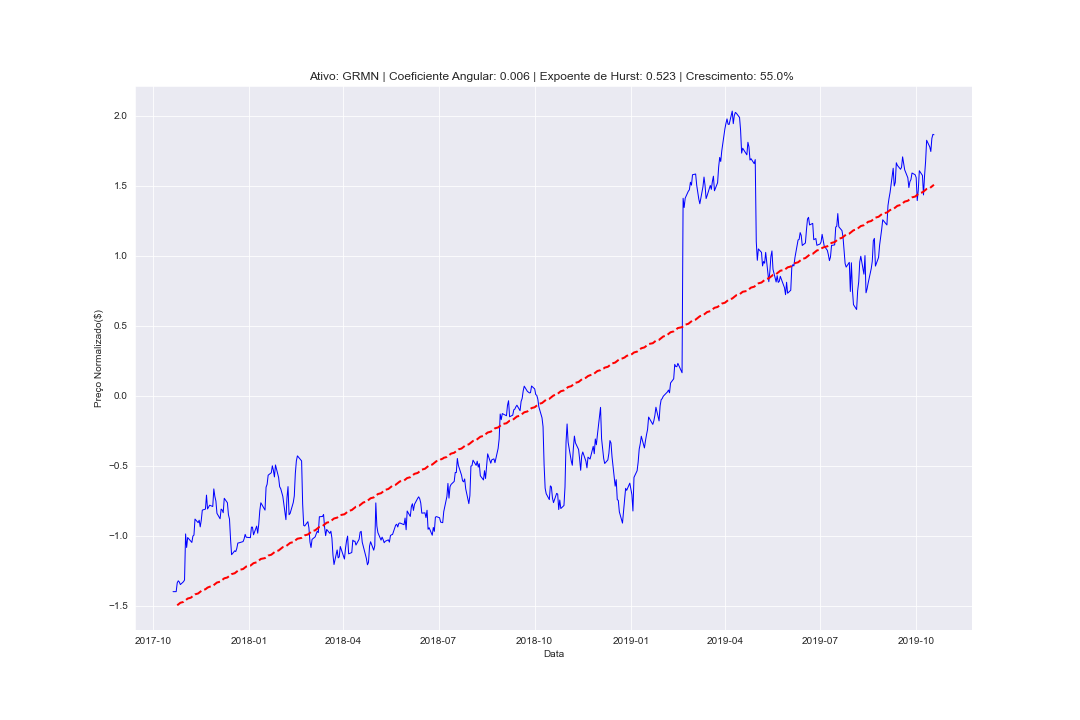 Ativo: GRMN | Coeficiente Angular: 0.006 | Expoente de Hurst: 0.523 | Crescimento: 55.0%
Preço Normalizado($)
2.0
1.5
1.0
0.5
0.0
−0.5
−1.0
−1.5
2017-10 2018-01 2018-04 2018-07 2018-10 2019-01 2019-04 2019-07 2019-10
Data